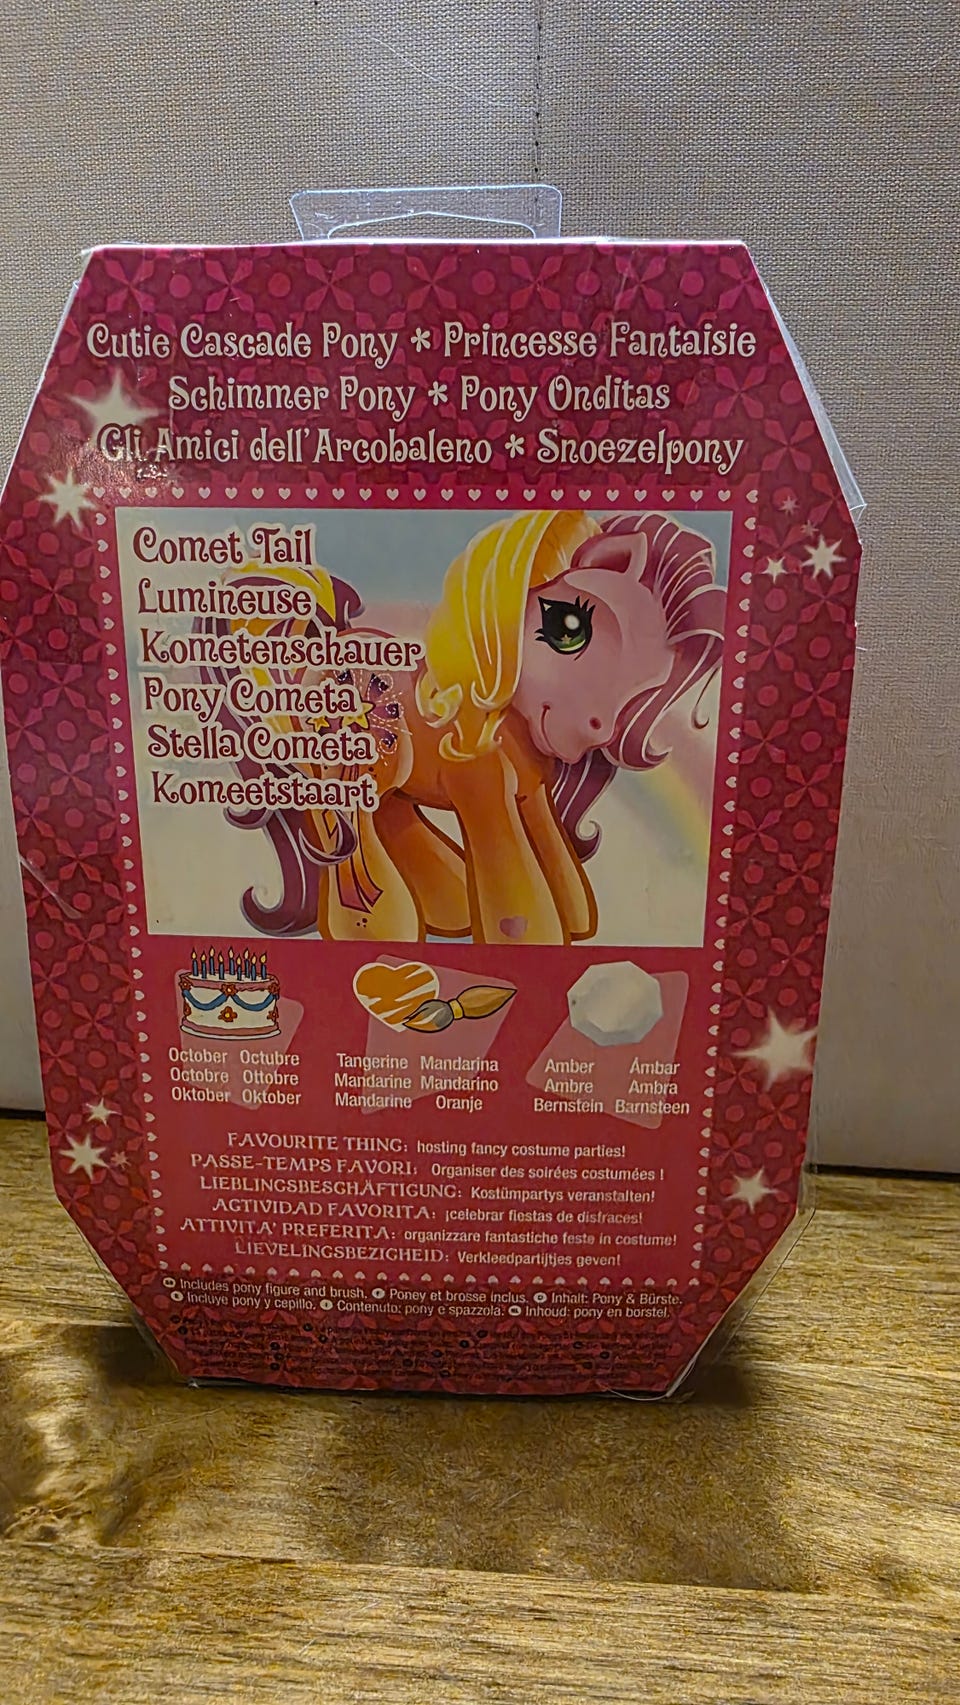 Cutie Cascade Pony * Princesse Fantaisie
Schimmer Pony * Pony Onditas
Gli Amici dell'Arcobaleno * Snoezelpony
Comet Tail
Lumineuse
Kometenschauer
Pony Cometa
Stella Cometa
Kometstaart
October Octubre
Octobre Ottobre
Oktober Oktober
Tangerine Mandarina
Mandarine Mandarino
Mandarine Oranje
Amber Ámbar
Ambre Ambra
Bernstein Barnsteen
FAVOURITE THING: hosting fancy costume parties!
PASSE-TEMPS FAVORI: Organiser des soirées costumées !
LIEBLINGSBESCHÄFTIGUNG: Kostümpartys veranstalten!
ACTIVIDAD FAVORITA: ¡celebrar fiestas de disfraces!
ATTIVITA' PREFERITA: organizzare fantastiche feste in costume!
LIEVELINGSBEZIGHEID: Verkleedpartijtjes geven!
Includes pony figure and brush. Poney et brosse inclus. Inhalt: Pony & Bürste.
Incluye pony y cepillo. Contenuto: pony e spazzola. Inhoud: pony en borstel.